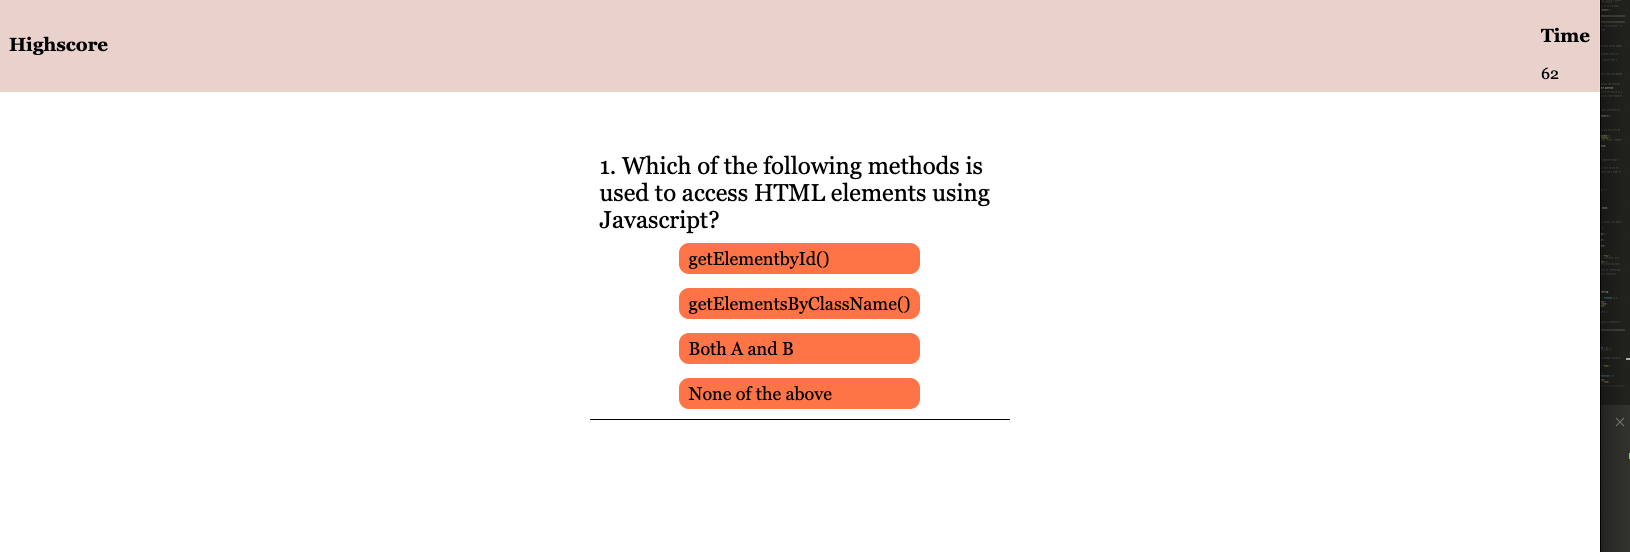 Highscore
Time
62
1. Which of the following methods is
used to access HTML elements using
Javascript?
getElementbyId()
getElementsByClassName()
Both A and B
None of the above